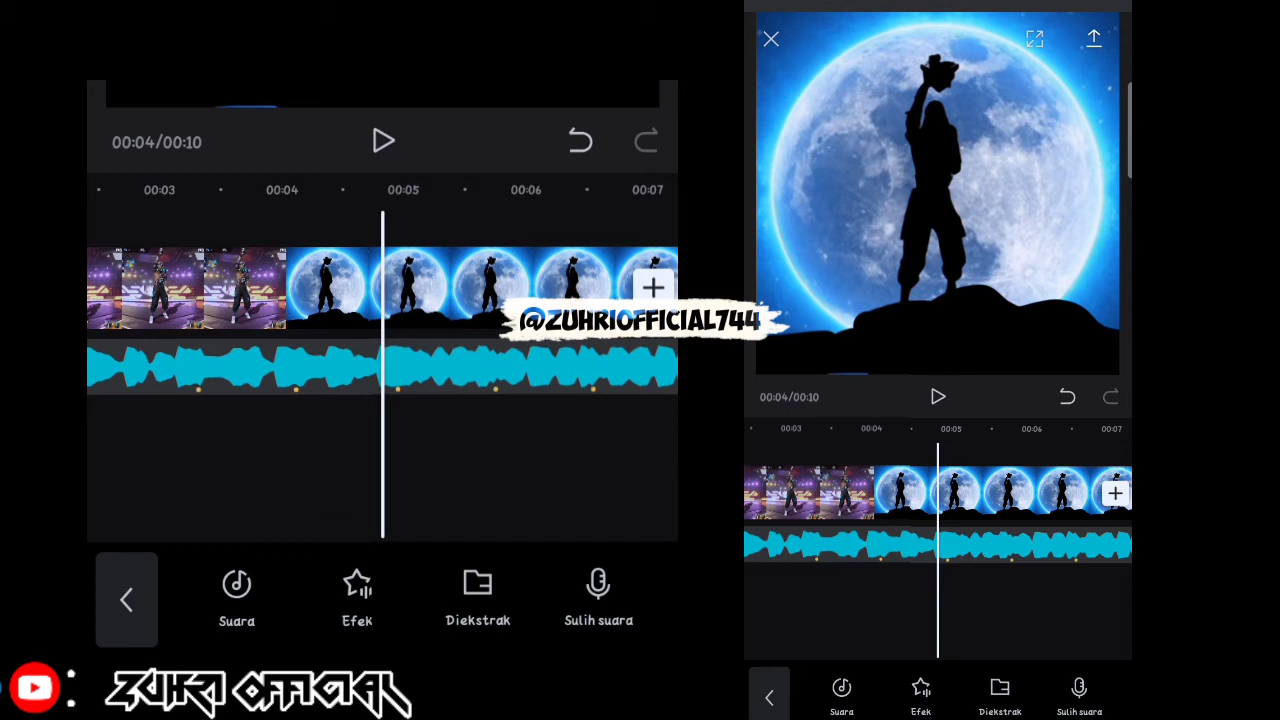 00:04/00:10
00:03 00:04 00:05 00:06 00:07
@ZUHRIOFFICIAL744
Suara Efek Diekstrak Sulih suara
: ZUHRI OFFICIAL
00:04/00:10
00:03 00:04 00:05 00:06 00:07
Suara Efek Diekstrak Sulih suara